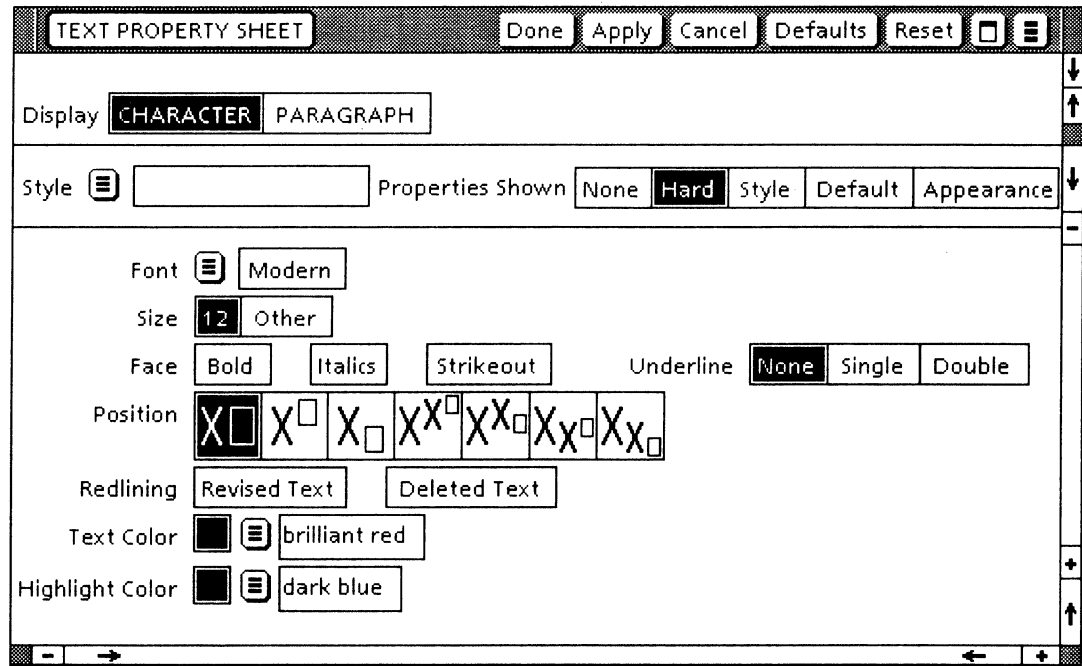 TEXT PROPERTY SHEET Done Apply Cancel Defaults Reset
Display CHARACTER PARAGRAPH
Style Properties Shown None Hard Style Default Appearance
Font Modern
Size 12 Other
Face Bold Italics Strikeout Underline None Single Double
Position X X X X X X X X X X X
Redlining Revised Text Deleted Text
Text Color brilliant red
Highlight Color dark blue